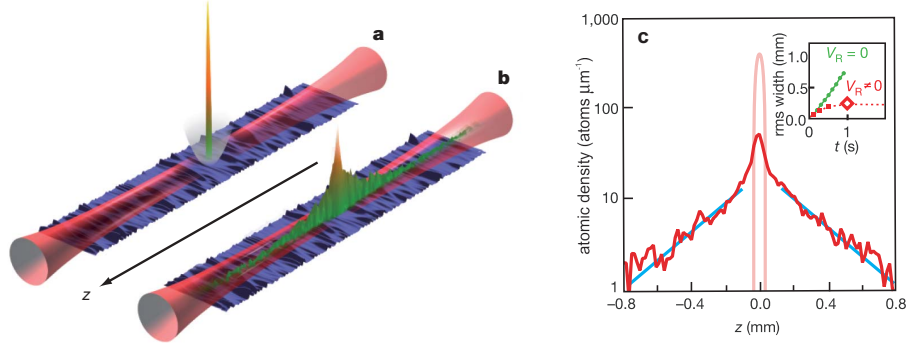 a
b
z
c
1,000
100
10
1
atomic density (atoms μm⁻¹)
−0.8
−0.4
0.0
0.4
0.8
z (mm)
rms width (mm)
1.0
0.5
0.0
V_R = 0
V_R ≠ 0
1
t (s)